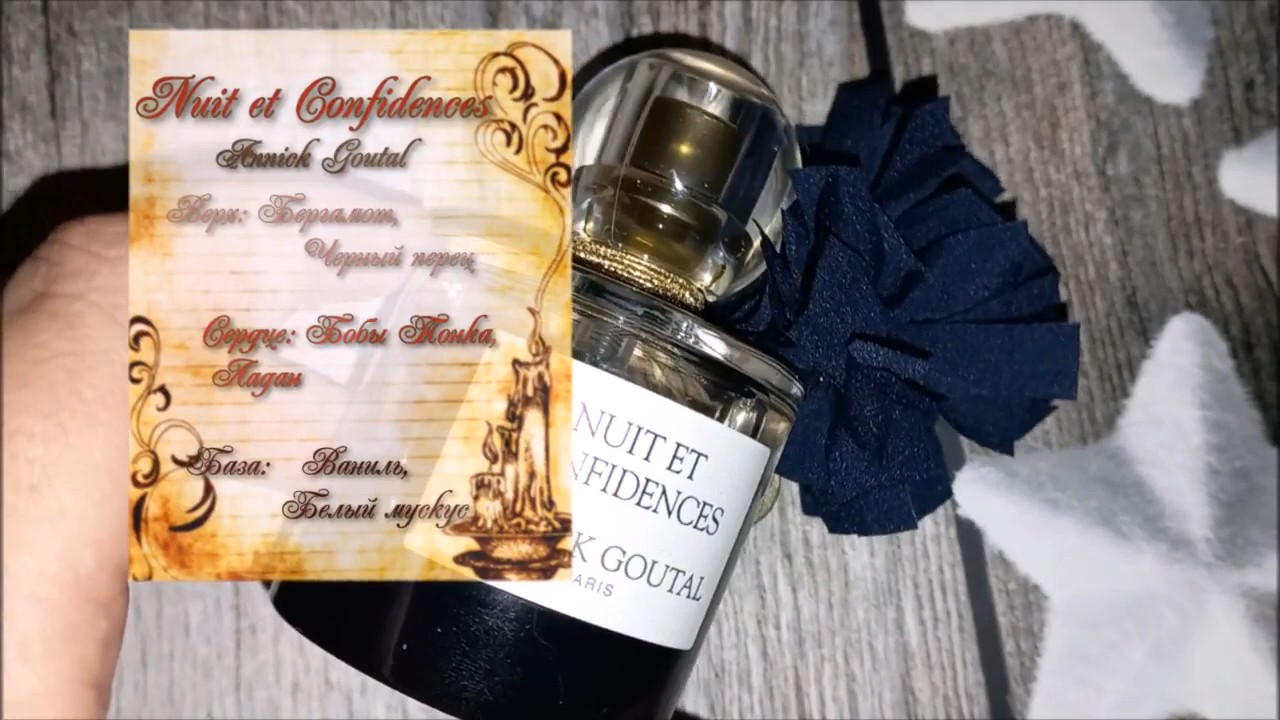 Nuit et Confidences
Annick Goutal
Верх: Бергамот,
Черный перец
Сердце: Бобы Тонка,
Ладан
База: Ваниль,
Белый мускус
NUIT ET
NFIDENCES
K GOUTAL
ARIS